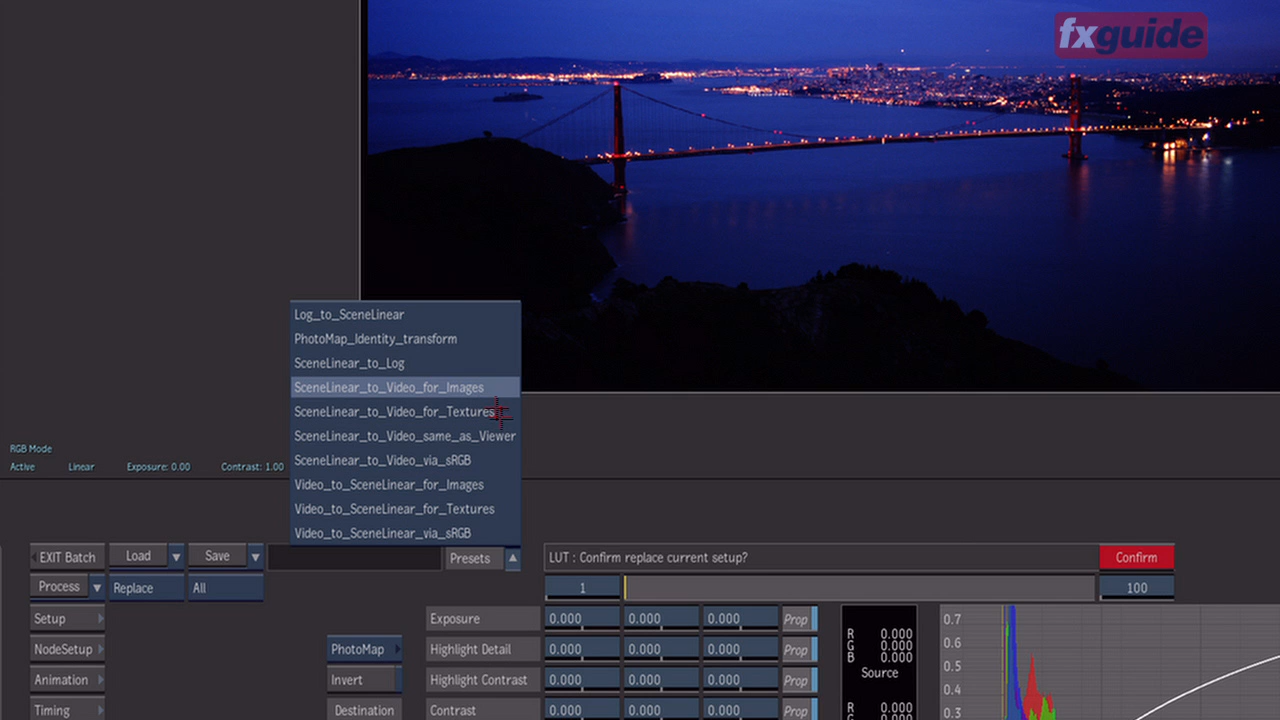 fxguide
Log_to_SceneLinear
PhotoMap_Identity_transform
SceneLinear_to_Log
SceneLinear_to_Video_for_Images
SceneLinear_to_Video_for_Textures
SceneLinear_to_Video_same_as_Viewer
SceneLinear_to_Video_via_sRGB
Video_to_SceneLinear_for_Images
Video_to_SceneLinear_for_Textures
Video_to_SceneLinear_via_sRGB
RGB Mode
Active Linear Exposure: 0.00 Contrast: 1.00
EXIT Batch Load Save Presets LUT : Confirm replace current setup? Confirm
Process Replace All 1 100
Setup Exposure 0.000 0.000 0.000 Prop
NodeSetup PhotoMap Highlight Detail 0.000 0.000 0.000 Prop
Animation Invert Highlight Contrast 0.000 0.000 0.000 Prop
Timing Destination Contrast 0.000 0.000 0.000 Prop
R 0.000
G 0.000
B 0.000
Source
R 0.000
G 0.000
0.7
0.6
0.5
0.4
0.3